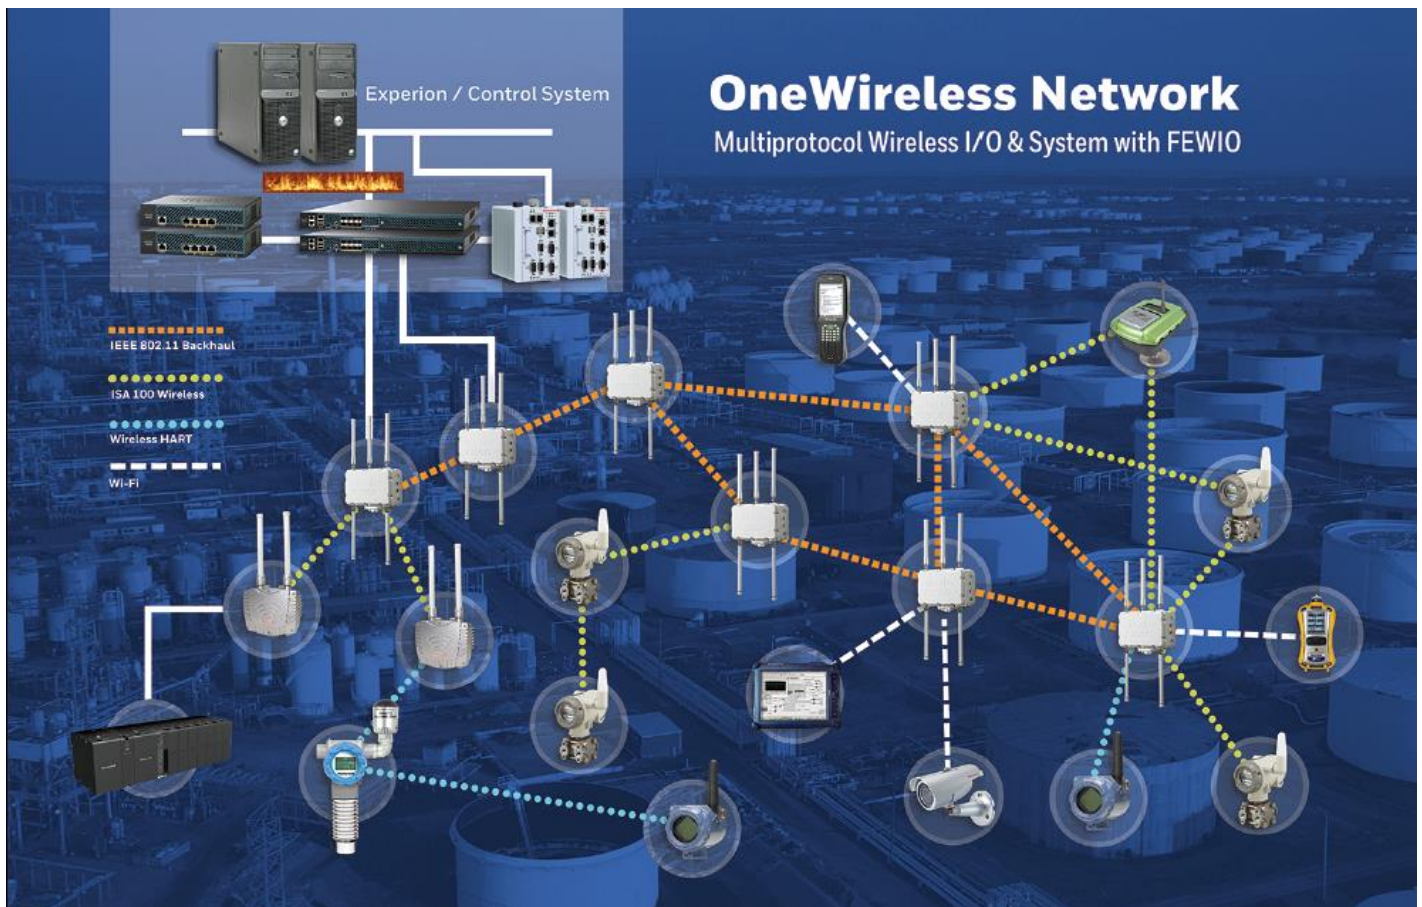 Experion / Control System
OneWireless Network
Multiprotocol Wireless I/O & System with FEWIO
IEEE 802.11 Backhaul
ISA 100 Wireless
Wireless HART
Wi-Fi